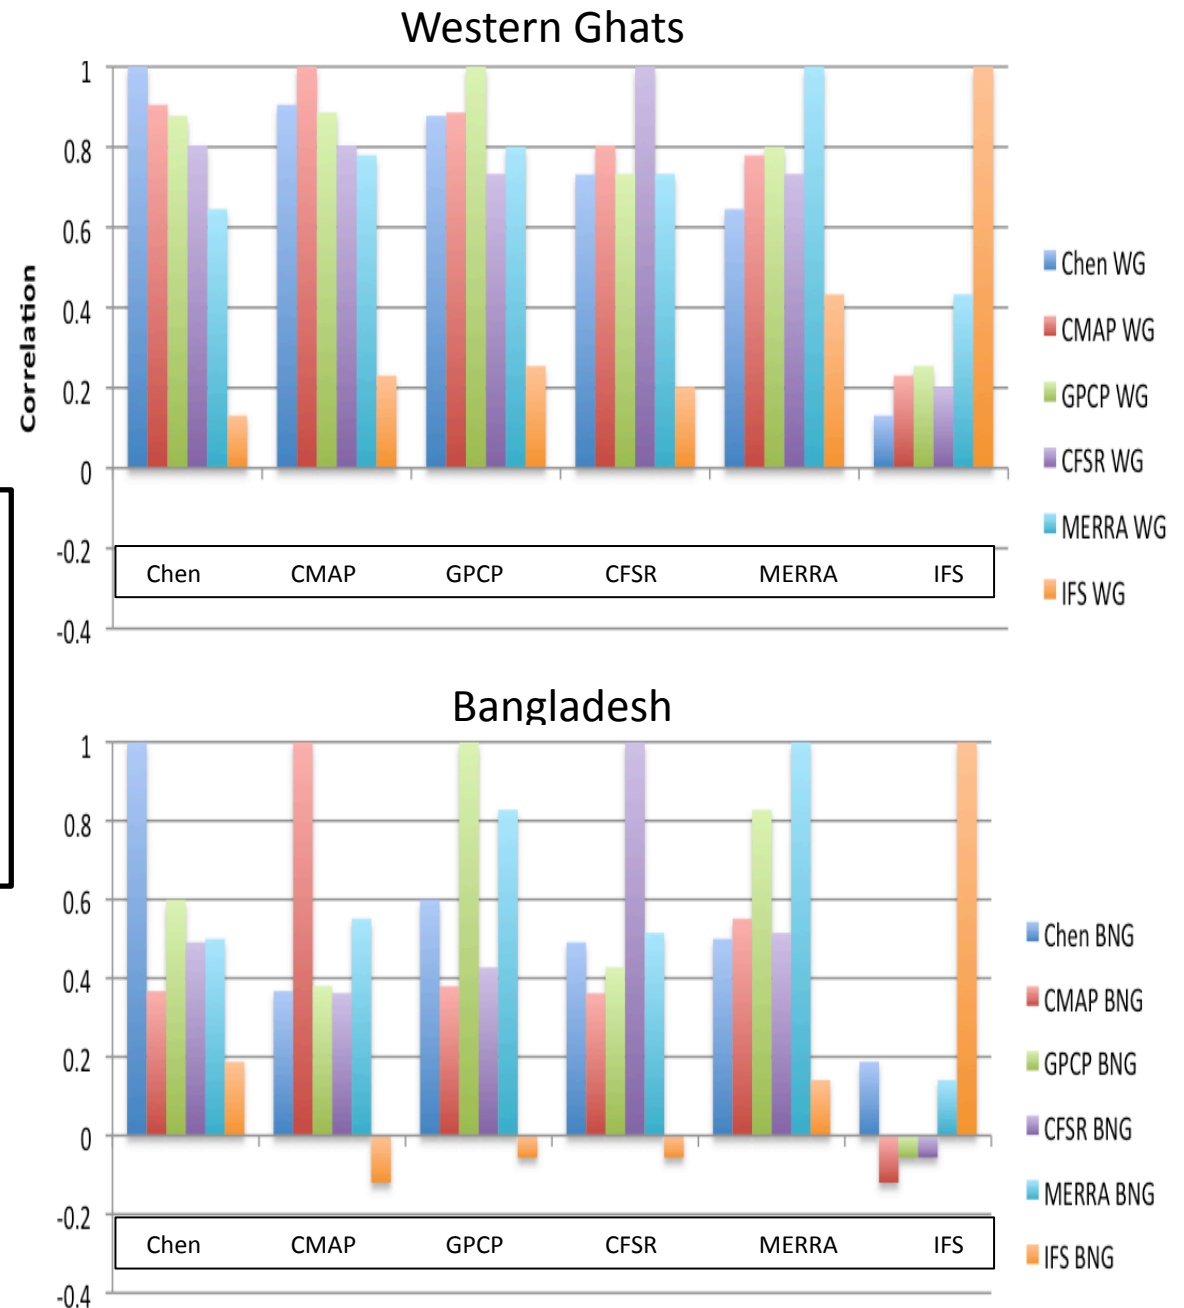 Western Ghats
Correlation
1
0.8
0.6
0.4
0.2
0
-0.2
-0.4
Chen CMAP GPCP CFSR MERRA IFS
Chen WG
CMAP WG
GPCP WG
CFSR WG
MERRA WG
IFS WG
Bangladesh
1
0.8
0.6
0.4
0.2
0
-0.2
-0.4
Chen CMAP GPCP CFSR MERRA IFS
Chen BNG
CMAP BNG
GPCP BNG
CFSR BNG
MERRA BNG
IFS BNG